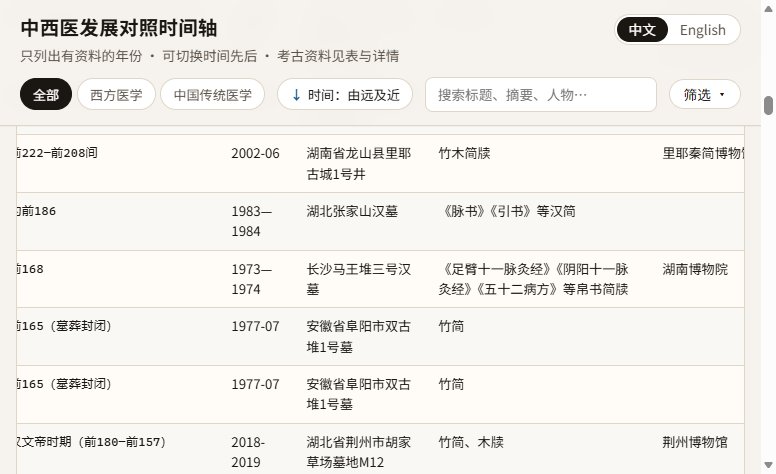 中西医发展对照时间轴
中文 English
只列出有资料的年份 · 可切换时间先后 · 考古资料见表与详情
全部 西方医学 中国传统医学 ↓ 时间：由远及近 搜索标题、摘要、人物… 筛选
前222—前208间 2002-06 湖南省龙山县里耶 竹木简牍 里耶秦简博物馆
古城1号井
前186 1983— 湖北张家山汉墓 《脉书》《引书》等汉简
1984
前168 1973— 长沙马王堆三号汉 《足臂十一脉灸经》《阴阳十一脉 湖南博物院
1974 墓 灸经》《五十二病方》等帛书简牍
前165（墓葬封闭） 1977-07 安徽省阜阳市双古 竹简
堆1号墓
前165（墓葬封闭） 1977-07 安徽省阜阳市双古 竹简
堆1号墓
汉文帝时期（前180—前157） 2018- 湖北省荆州市胡家 竹简、木牍 荆州博物馆
2019 草场墓地M12